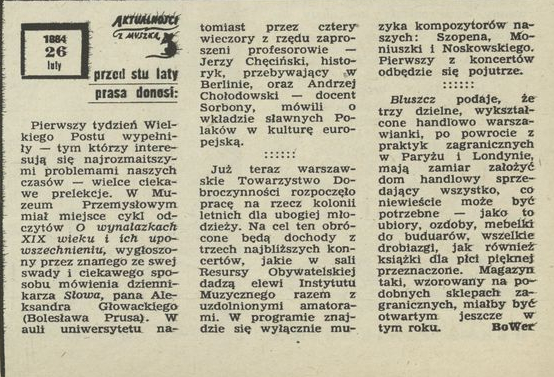 1884
26
luty
AKTUALNOŚCI
Z MYSZKĄ
przed stu laty
prasa donosi:
Pierwszy tydzień Wiel-
kiego Postu wypełni-
ły — tym którzy intere-
sują się najrozmaitszy-
mi problemami naszych
czasów — wielce cieka-
we prelekcje. W Mu-
zeum Przemysłowym
miał miejsce cykl od-
czytów O wynalazkach
XIX wieku i ich upo-
wszechnieniu, wygłoszo-
ny przez znanego ze swej
swady i ciekawego spo-
sobu mówienia dzienni-
karza Słowa, pana Ale-
ksandra Głowackiego
(Bolesława Prusa). W
auli uniwersytetu na-
tomiast przez cztery
wieczory z rzędu zapro-
szeni profesorowie —
Jerzy Chęciński, histo-
ryk, przebywający w
Berlinie, oraz Andrzej
Chołodowski — docent
Sorbony, mówili o
wkładzie sławnych Po-
laków w kulturę euro-
pejską.
::::::
Już teraz warszaw-
skie Towarzystwo Do-
broczynności rozpoczęło
pracę na rzecz kolonii
letnich dla ubogiej mło-
dzieży. Na cel ten obró-
cone będą dochody z
trzech najbliższych kon-
certów, jakie w sali
Resursy Obywatelskiej
dadzą elewi Instytutu
Muzycznego razem z
uzdolnionymi amatora-
mi. W programie znaj-
dzie się wyłącznie mu-
zyka kompozytorów na-
szych: Szopena, Mo-
niuszki i Noskowskiego.
Pierwszy z koncertów
odbędzie się pojutrze.
::::::
Bluszcz podaje, że
trzy dzielne, wykształ-
cone handlowo warsza-
wianki, po powrocie z
praktyk zagranicznych
w Paryżu i Londynie,
mają zamiar założyć
dom handlowy wsprze-
dający wszystko, co
niewieście może być
potrzebne — jako to
ubiory, ozdoby, mebelki
do buduarów, wszelkie
drobiazgi, jak również
książki dla płci pięknej
przeznaczone. Magazyn
taki, wzorowany na po-
dobnych sklepach za-
granicznych, miałby być
otwartym jeszcze w
tym roku. BoWer